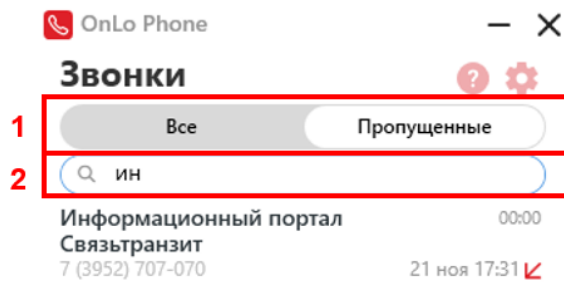 OnLo Phone
Звонки
?
1 Все Пропущенные
2 ин
Информационный портал 00:00
Связьтранзит
7 (3952) 707-070 21 ноя 17:31